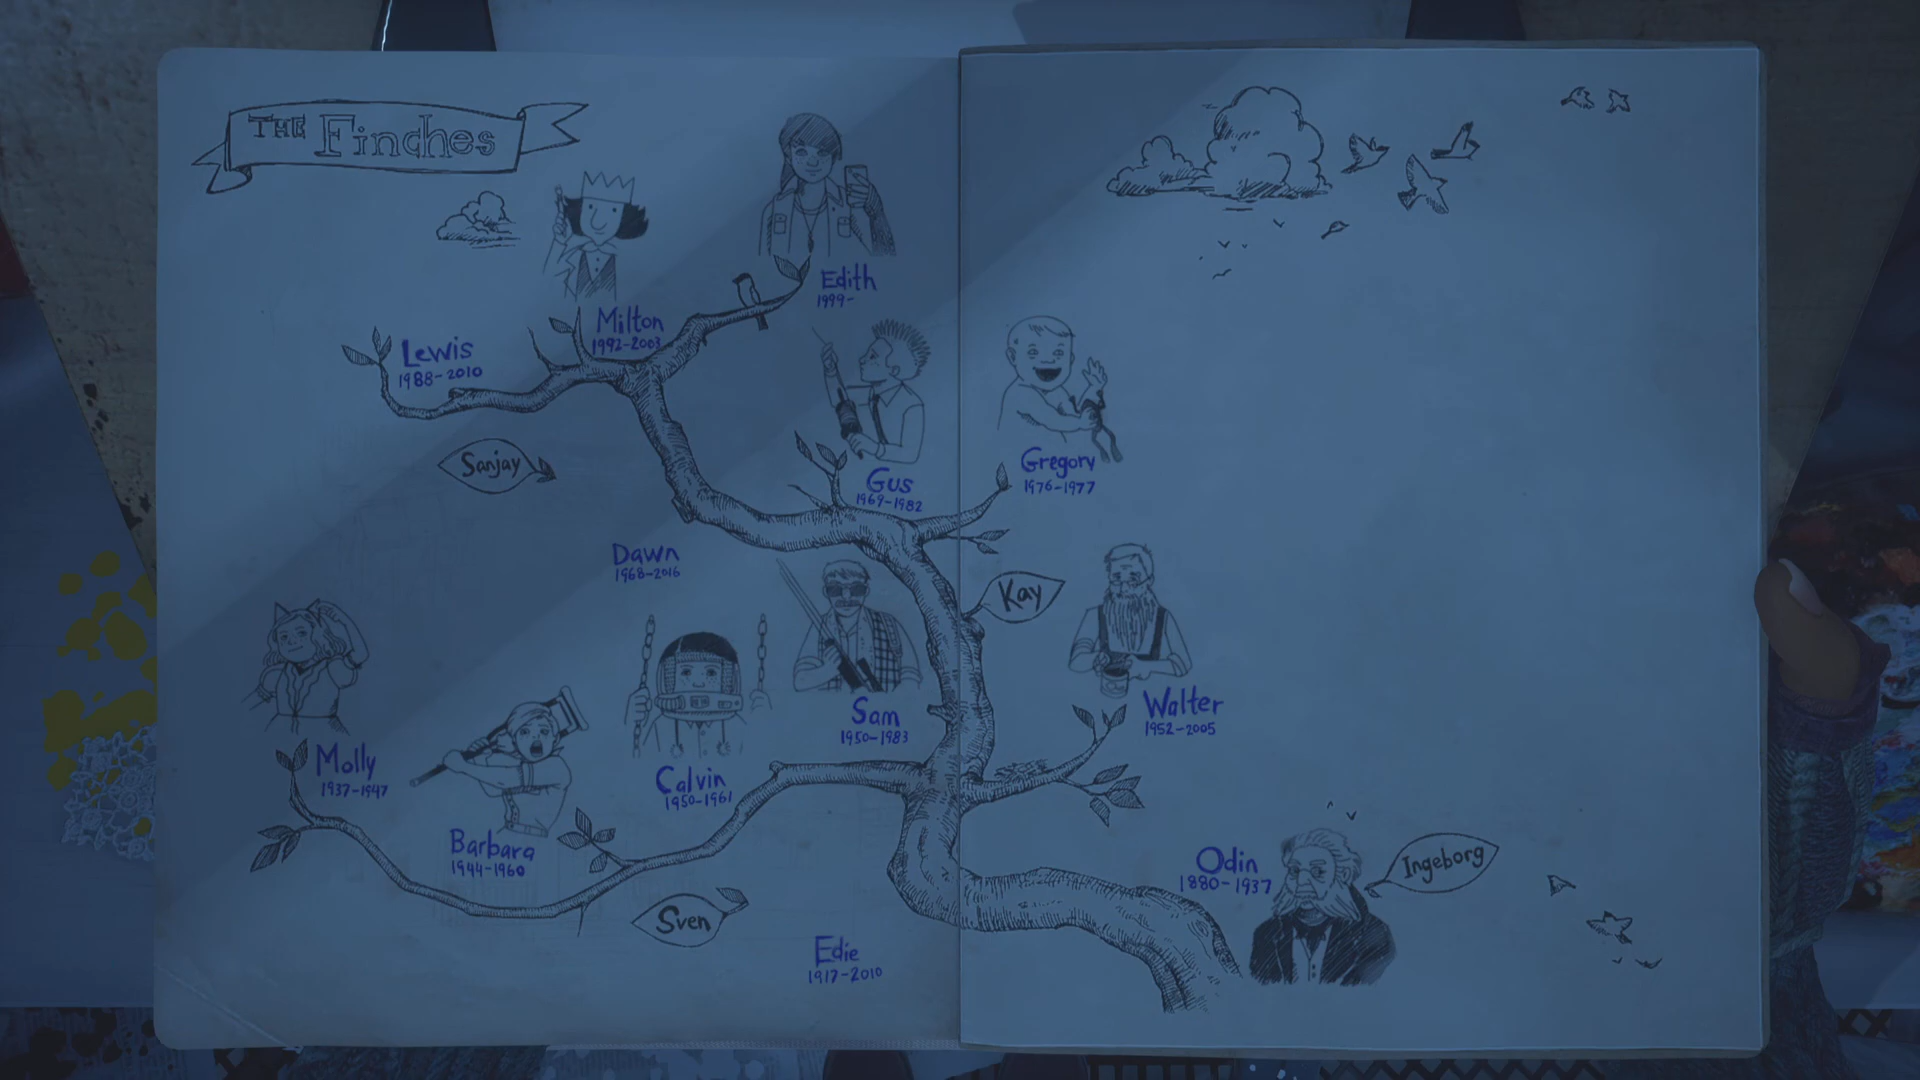 THE Finches
Edith
1999-
Milton
1992-2003
Lewis
1988-2010
Sanjay
Gus
1969-1982
Gregory
1976-1977
Dawn
1968-2016
Kay
Sam
1950-1983
Walter
1952-2005
Molly
1937-1947
Calvin
1950-1961
Barbara
1944-1960
Sven
Edie
1917-2010
Odin
1880-1937
Ingeborg